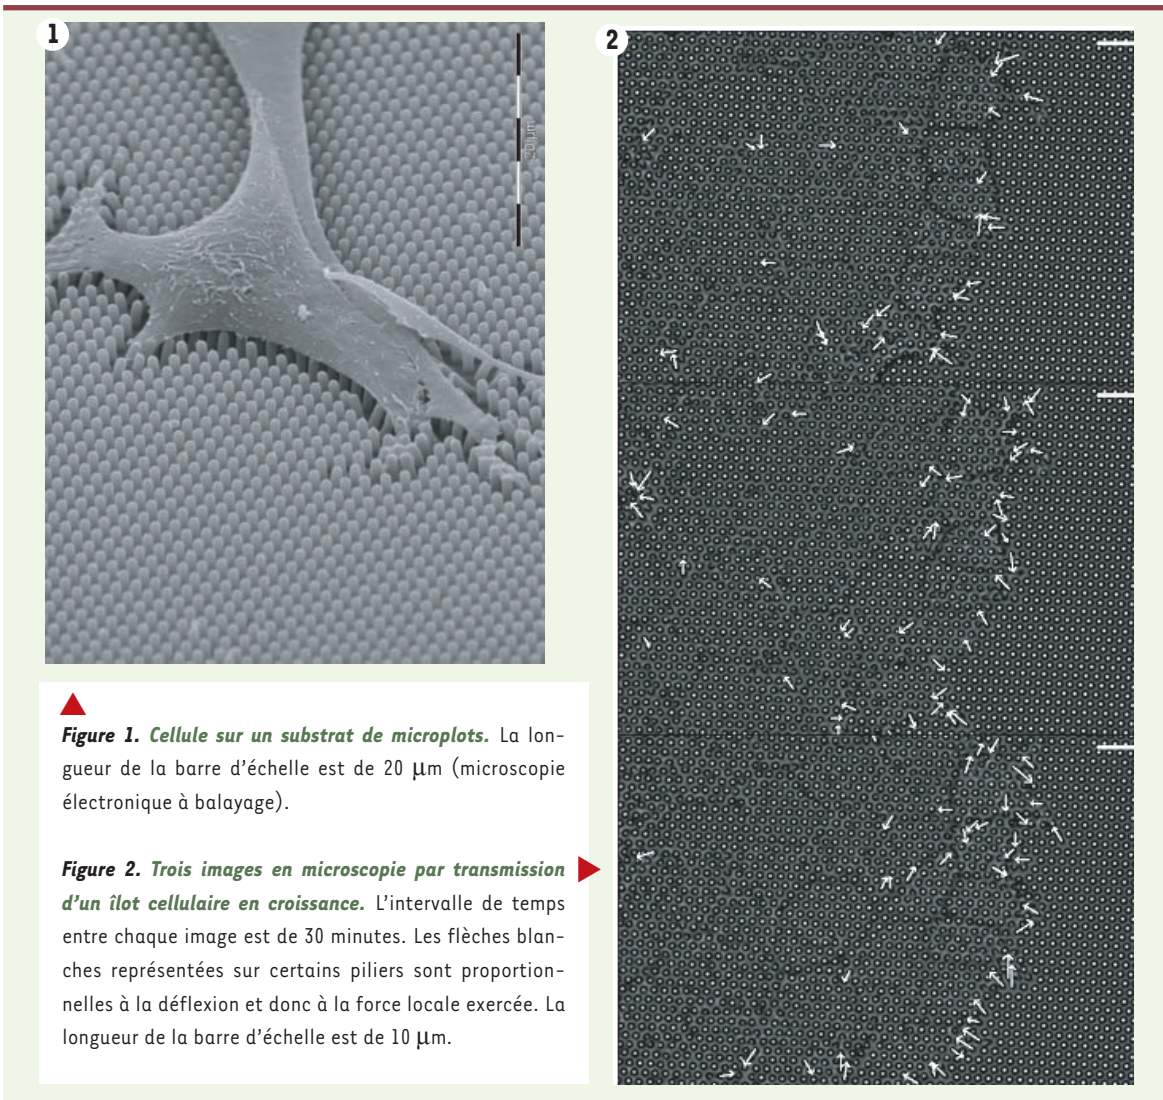 1
2
20 µm
Figure 1. Cellule sur un substrat de microplots. La lon-
gueur de la barre d'échelle est de 20 µm (microscopie
électronique à balayage).
Figure 2. Trois images en microscopie par transmission
d'un îlot cellulaire en croissance. L'intervalle de temps
entre chaque image est de 30 minutes. Les flèches blan-
ches représentées sur certains piliers sont proportion-
nelles à la déflexion et donc à la force locale exercée. La
longueur de la barre d'échelle est de 10 µm.